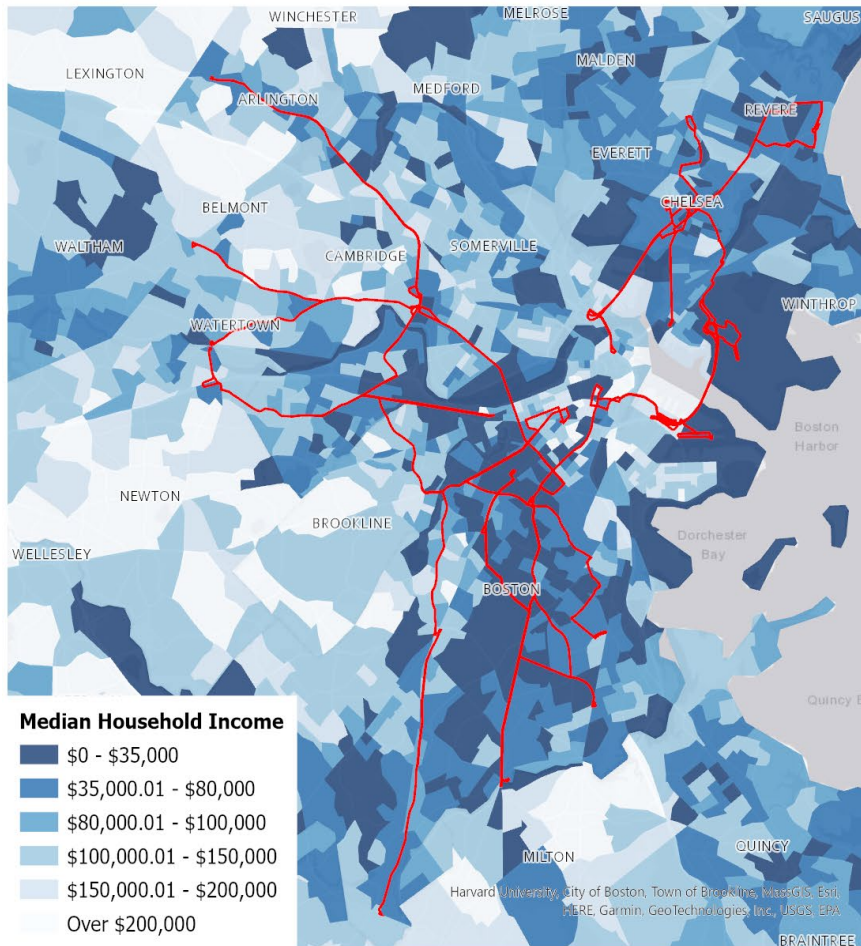 WINCHESTER
MELROSE
SAUGUS
LEXINGTON
MALDEN
ARLINGTON
MEDFORD
REVERE
EVERETT
CHELSEA
BELMONT
WALTHAM
CAMBRIDGE
SOMERVILLE
WINTHROP
WATERTOWN
Boston
Harbor
NEWTON
BROOKLINE
WELLESLEY
Dorchester
Bay
BOSTON
Quincy B
Median Household Income
$0 - $35,000
$35,000.01 - $80,000
$80,000.01 - $100,000
$100,000.01 - $150,000
$150,000.01 - $200,000
Over $200,000
QUINCY
MILTON
Harvard University, City of Boston, Town of Brookline, MassGIS, Esri,
HERE, Garmin, GeoTechnologies, Inc., USGS, EPA
BRAINTREE